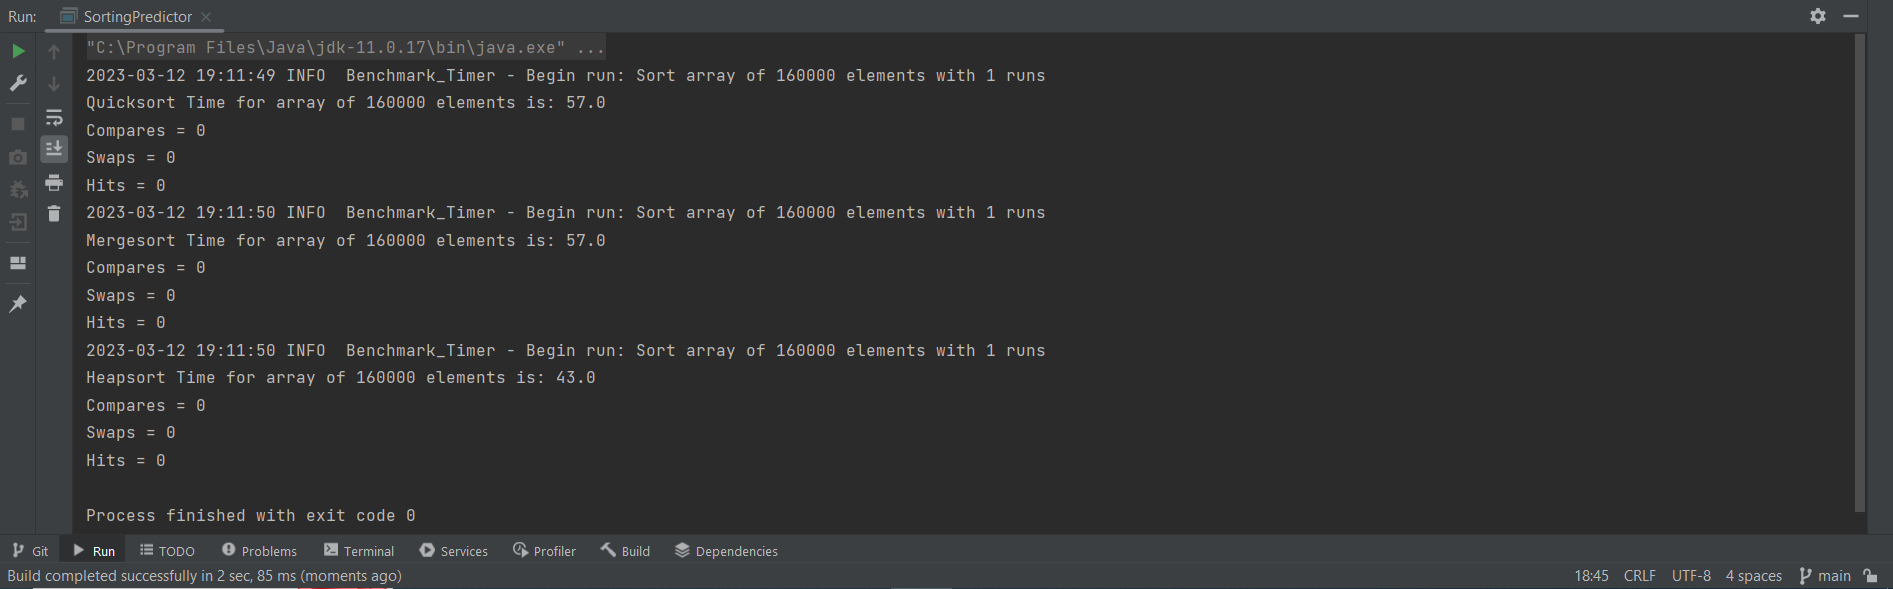 Run: SortingPredictor
"C:\Program Files\Java\jdk-11.0.17\bin\java.exe" ...
2023-03-12 19:11:49 INFO  Benchmark_Timer - Begin run: Sort array of 160000 elements with 1 runs
Quicksort Time for array of 160000 elements is: 57.0
Compares = 0
Swaps = 0
Hits = 0
2023-03-12 19:11:50 INFO  Benchmark_Timer - Begin run: Sort array of 160000 elements with 1 runs
Mergesort Time for array of 160000 elements is: 57.0
Compares = 0
Swaps = 0
Hits = 0
2023-03-12 19:11:50 INFO  Benchmark_Timer - Begin run: Sort array of 160000 elements with 1 runs
Heapsort Time for array of 160000 elements is: 43.0
Compares = 0
Swaps = 0
Hits = 0
Process finished with exit code 0
Git Run TODO Problems Terminal Services Profiler Build Dependencies
Build completed successfully in 2 sec, 85 ms (moments ago) 18:45 CRLF UTF-8 4 spaces main